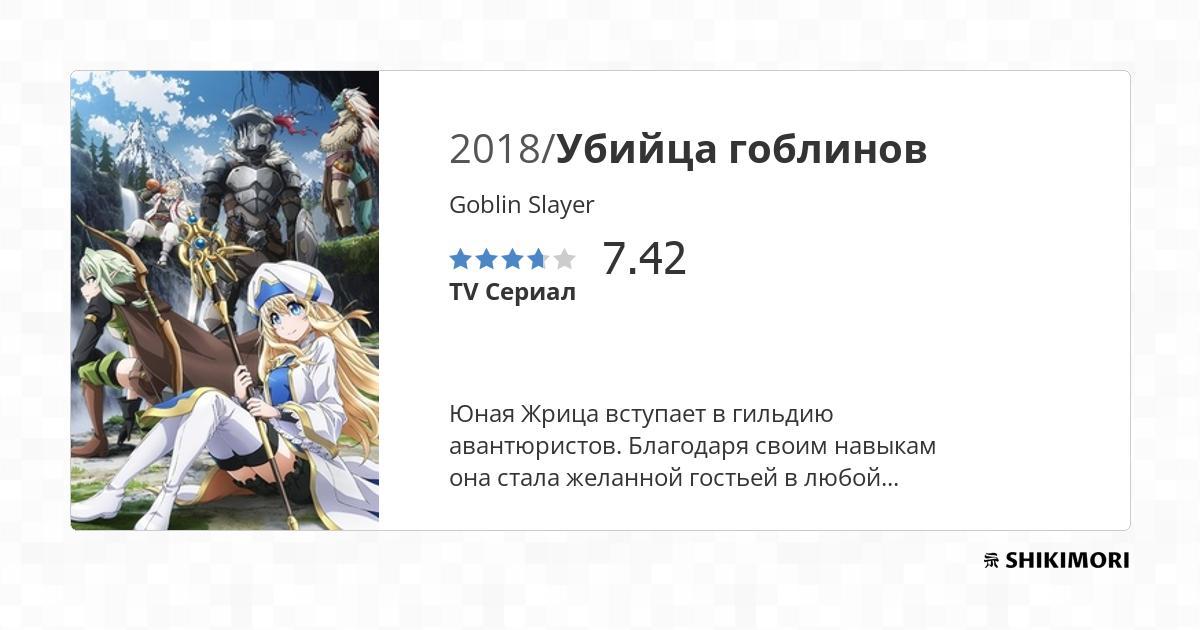 2018/Убийца гоблинов
Goblin Slayer
7.42
TV Сериал
Юная Жрица вступает в гильдию
авантюристов. Благодаря своим навыкам
она стала желанной гостьей в любой...
SHIKIMORI